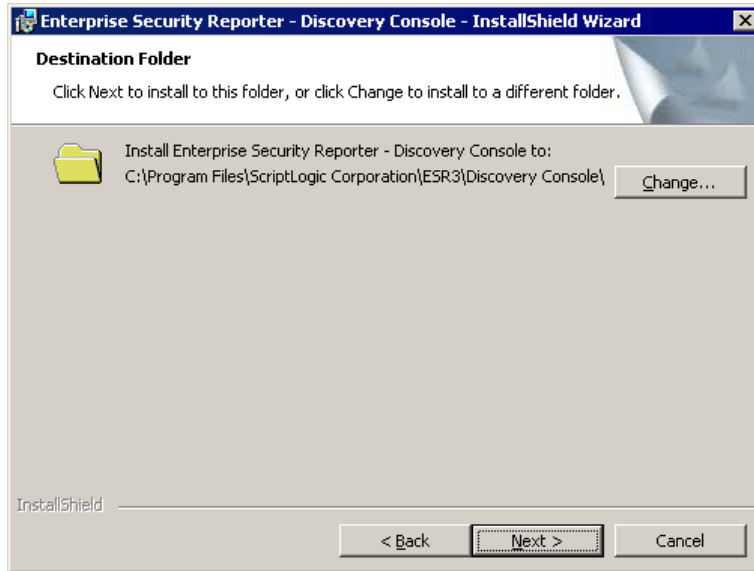 Enterprise Security Reporter - Discovery Console - InstallShield Wizard
Destination Folder
Click Next to install to this folder, or click Change to install to a different folder.
Install Enterprise Security Reporter - Discovery Console to:
C:\Program Files\ScriptLogic Corporation\ESR3\Discovery Console\
Change...
InstallShield
< Back Next > Cancel